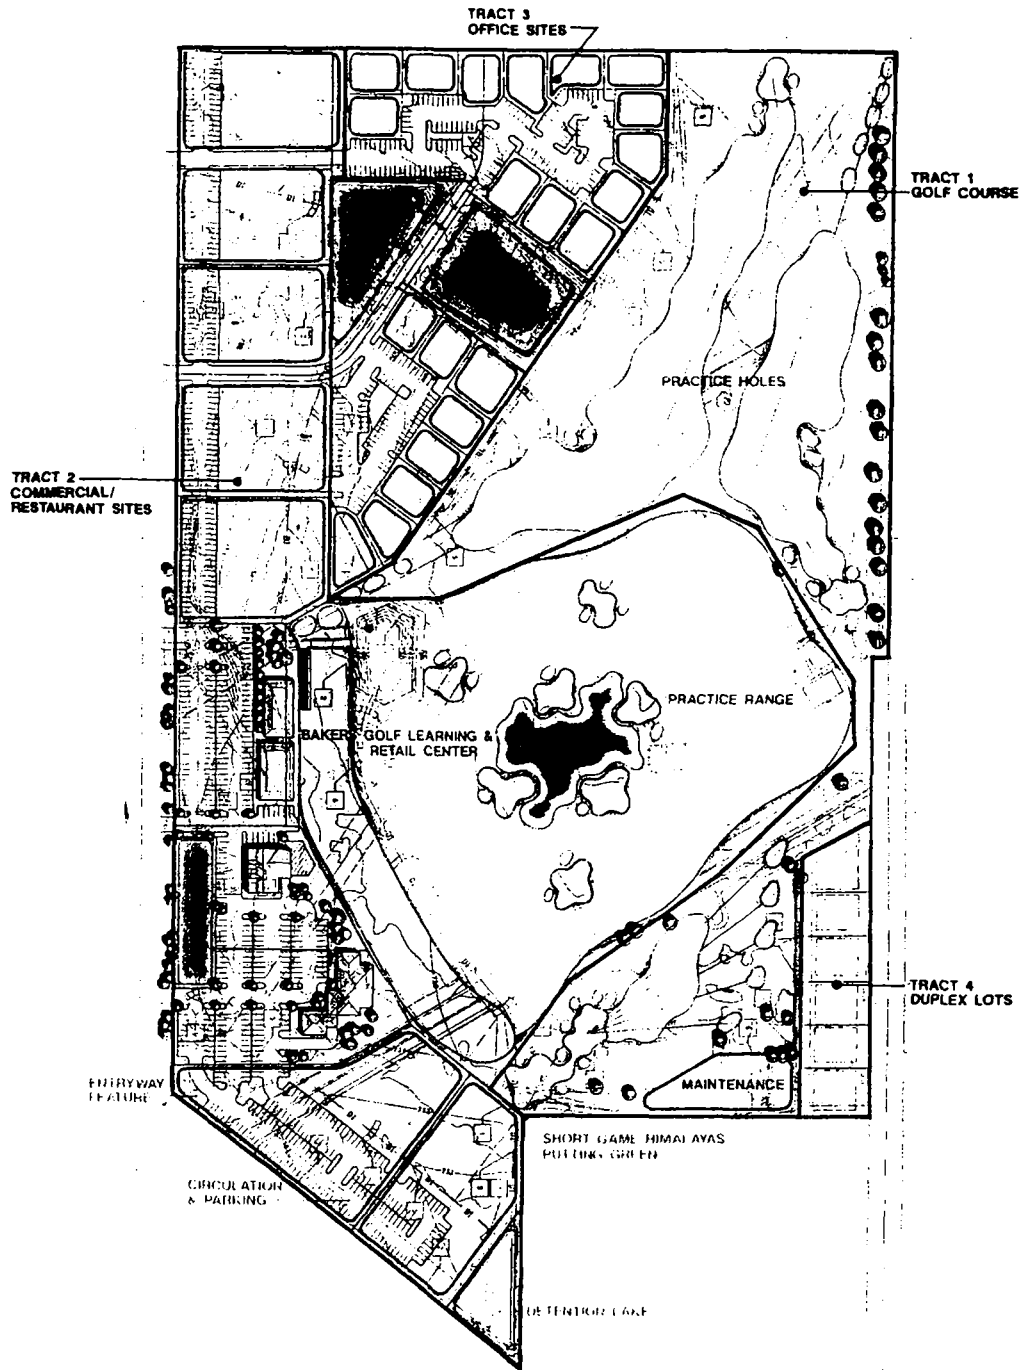 TRACT 3
OFFICE SITES
TRACT 1
GOLF COURSE
PRACTICE HOLES
TRACT 2
COMMERCIAL/
RESTAURANT SITES
PRACTICE RANGE
BAKER GOLF LEARNING &
RETAIL CENTER
TRACT 4
DUPLEX LOTS
MAINTENANCE
ENTRYWAY
FEATURE
SHORT GAME HIMALAYAS
PUTTING GREEN
CIRCULATION
& PARKING
DETENTION LAKE